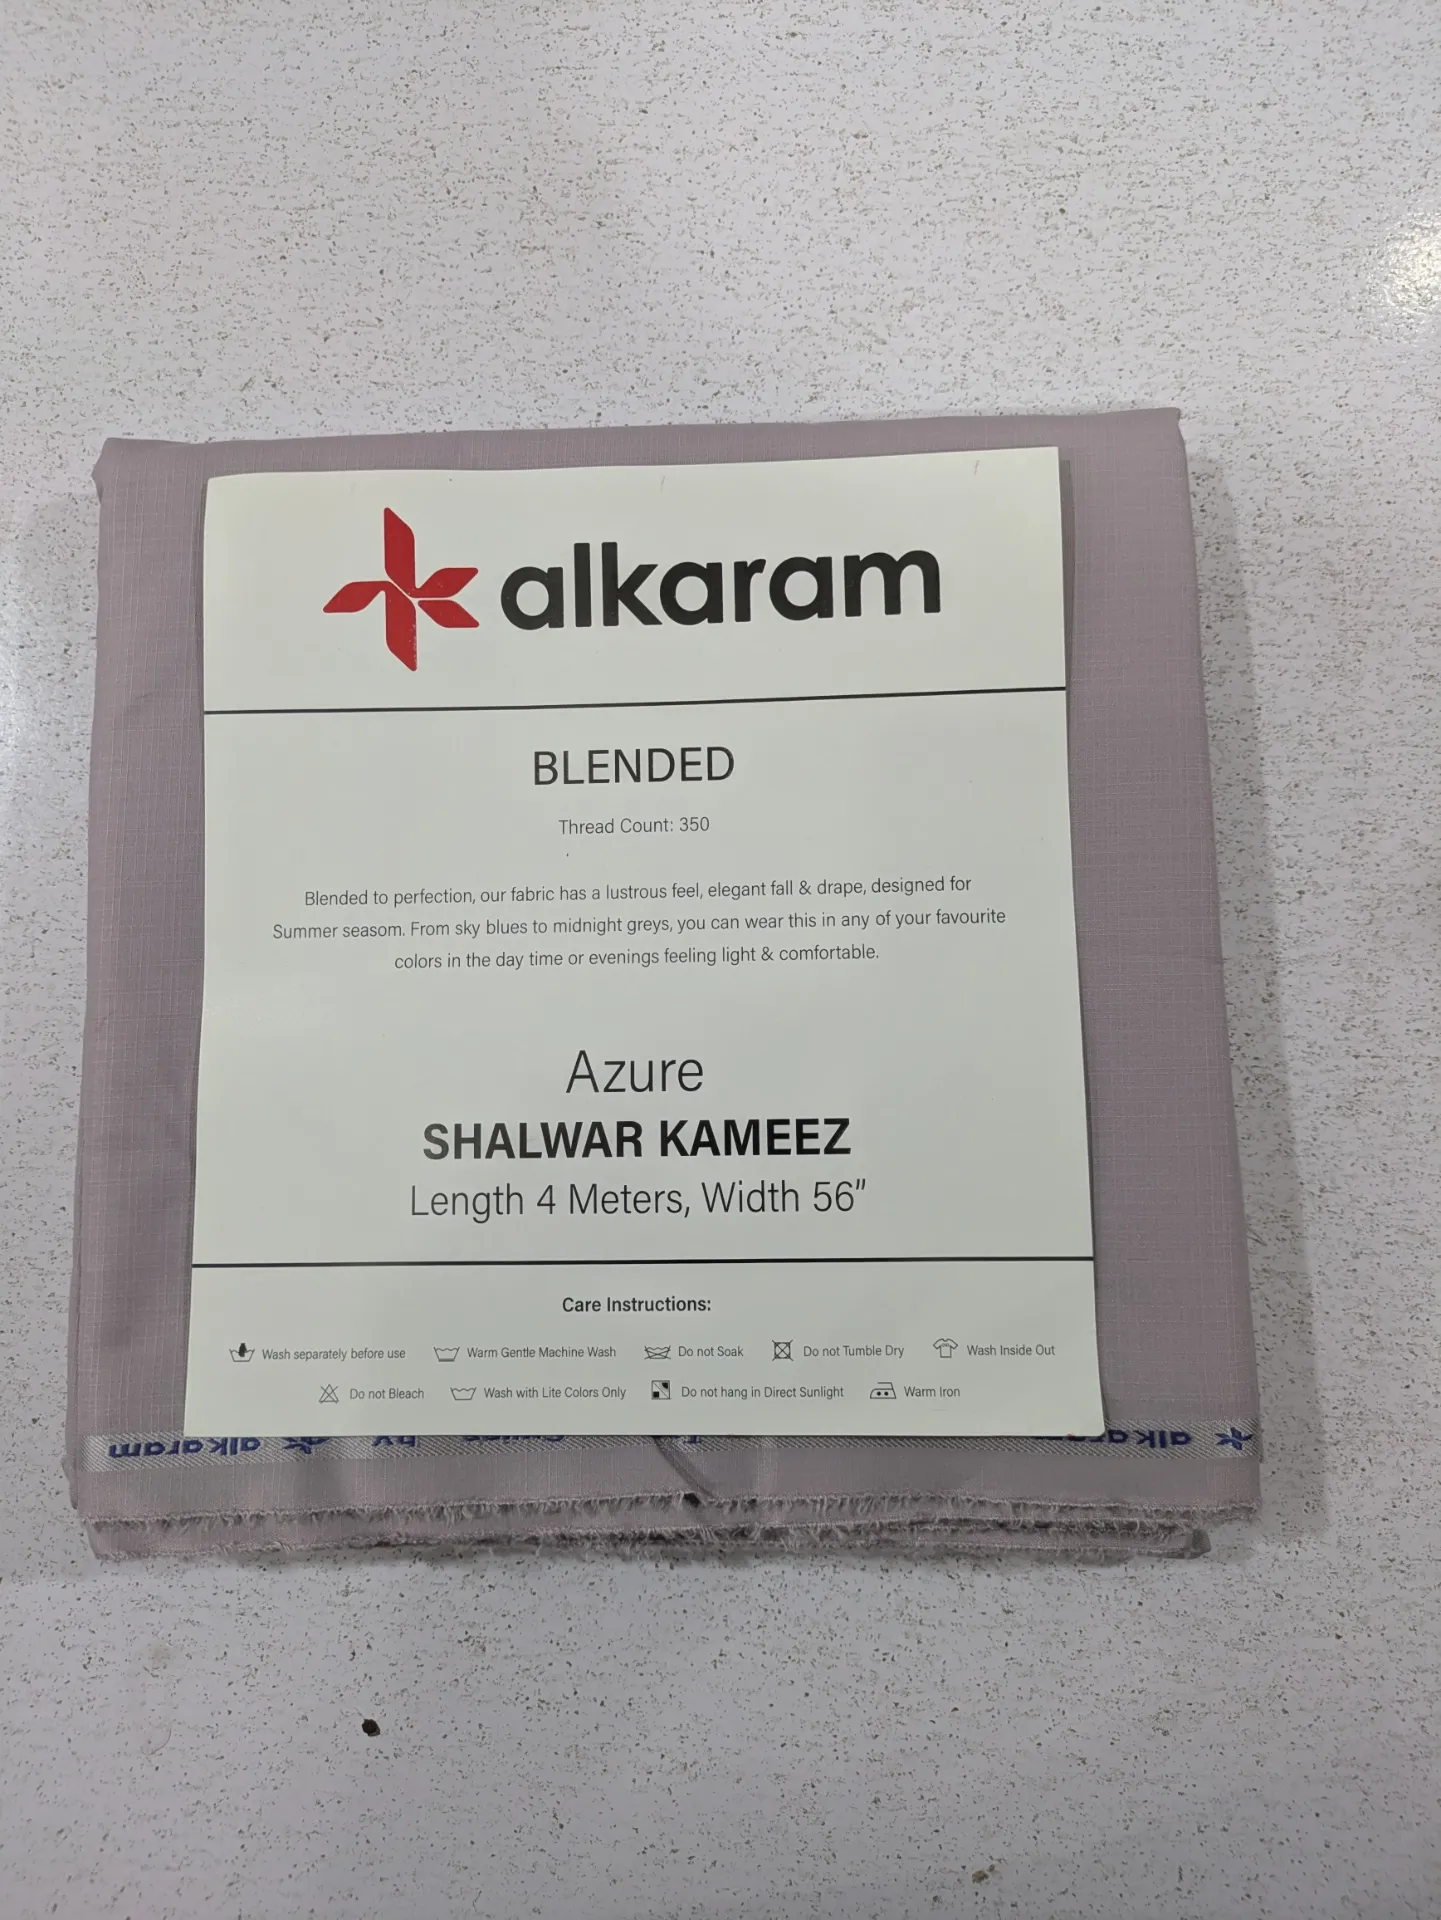 alkaram
BLENDED
Thread Count: 350
Blended to perfection, our fabric has a lustrous feel, elegant fall & drape, designed for
Summer seasom. From sky blues to midnight greys, you can wear this in any of your favourite
colors in the day time or evenings feeling light & comfortable.
Azure
SHALWAR KAMEEZ
Length 4 Meters, Width 56"
Care Instructions:
Wash separately before use Warm Gentle Machine Wash Do not Soak Do not Tumble Dry Wash Inside Out
Do not Bleach Wash with Lite Colors Only Do not hang in Direct Sunlight Warm Iron
alkaram by alkaram